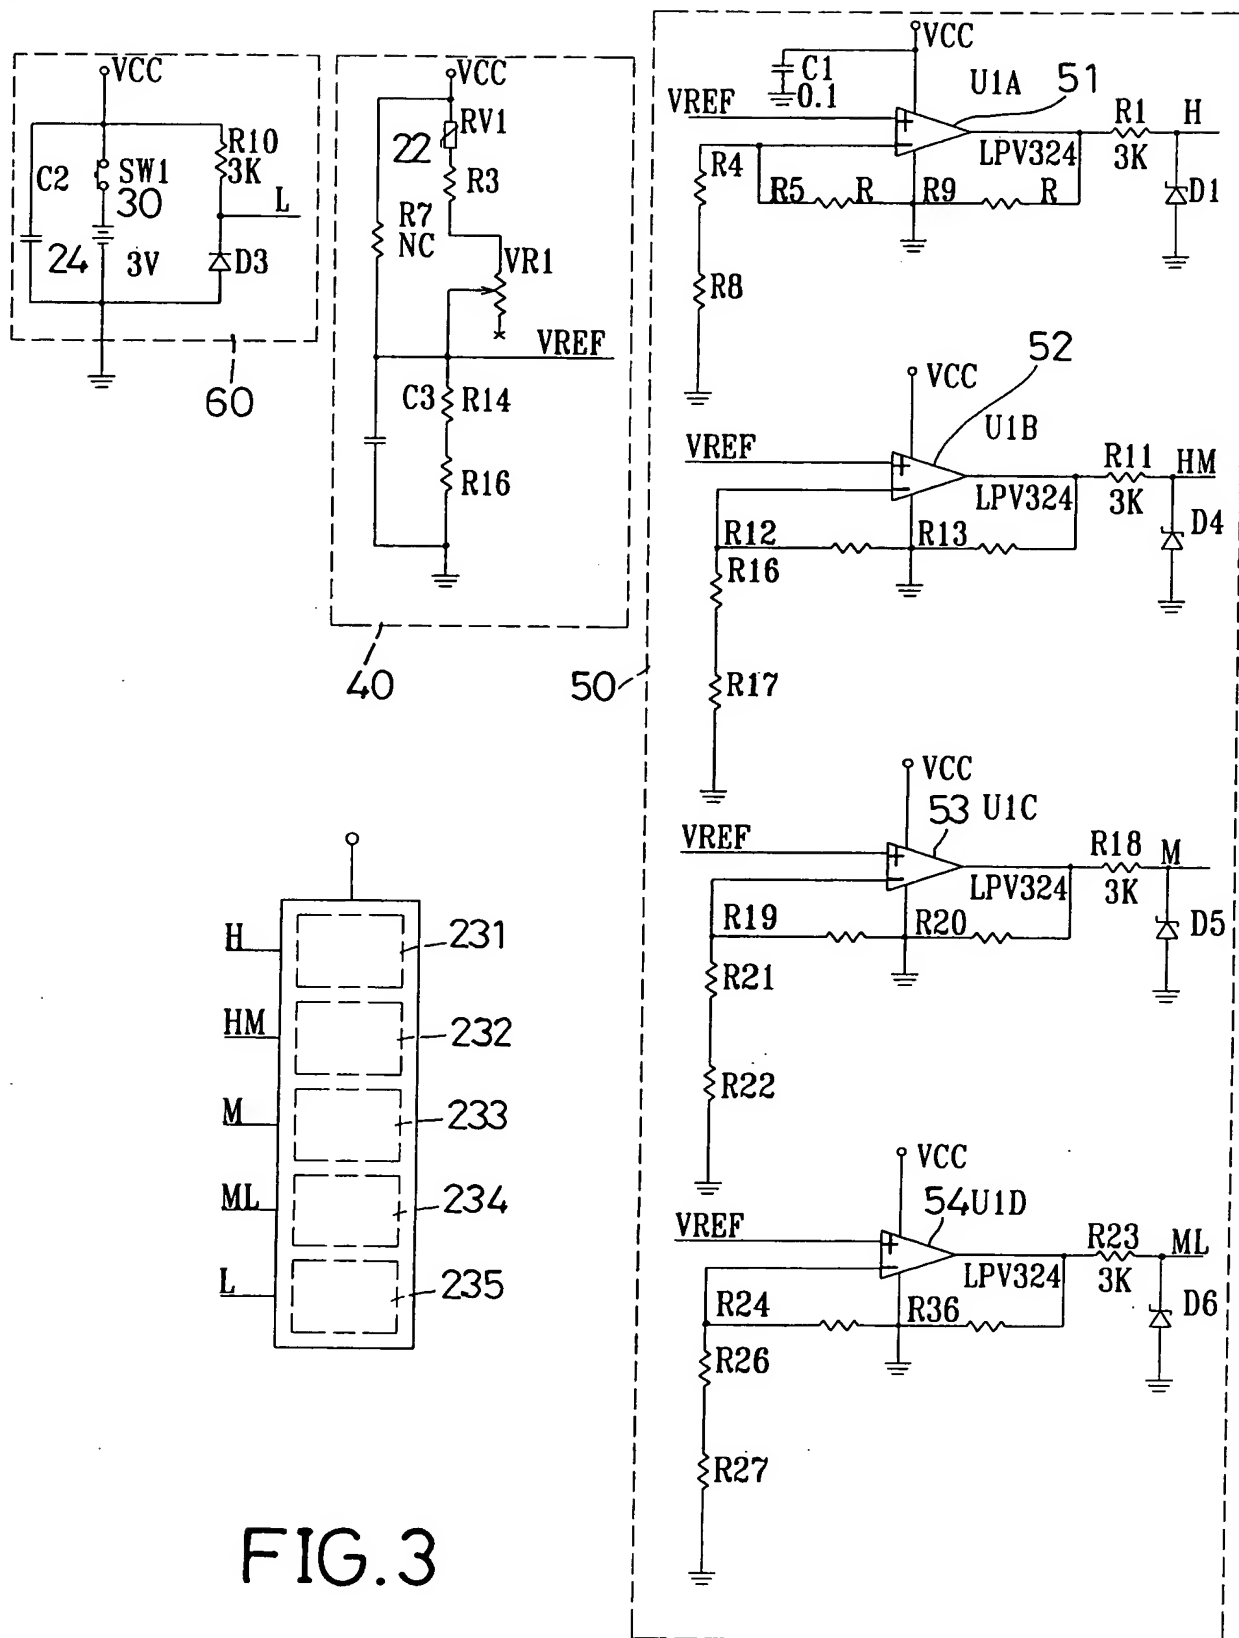 VCC
R10
3K
C2
SW1
30
L
24
3V
D3
60
VCC
RV1
22
R3
R7
NC
VR1
VREF
C3
R14
R16
40
50
VCC
C1
0.1
U1A
51
VREF
R1
H
LPV324
3K
R4
R5
R
R9
R
D1
R8
52
VCC
U1B
VREF
R11
HM
LPV324
3K
D4
R12
R13
R16
R17
VCC
53
U1C
VREF
R18
M
LPV324
3K
R19
R20
D5
R21
R22
VCC
54
U1D
VREF
R23
ML
LPV324
3K
R24
R36
D6
R26
R27
H
231
HM
232
M
233
ML
234
L
235
FIG.3